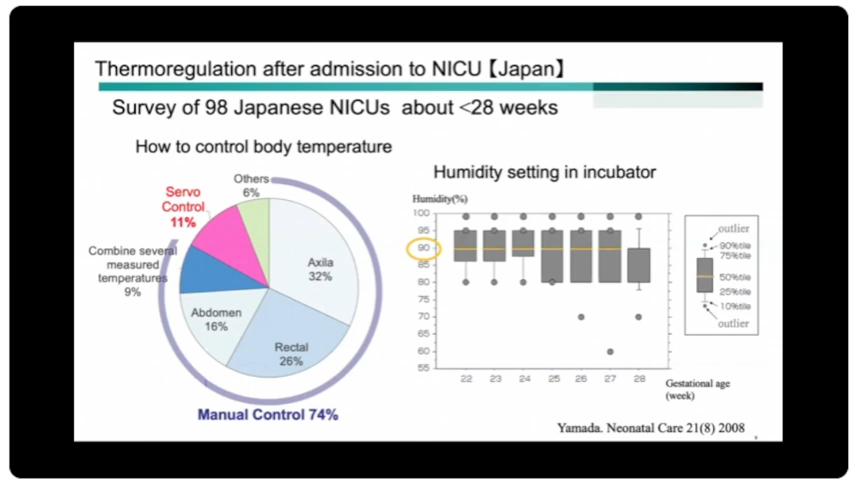 Thermoregulation after admission to NICU【Japan】
Survey of 98 Japanese NICUs about <28 weeks
How to control body temperature
Others
6%
Servo
Control
11%
Combine several
measured
temperatures
9%
Axila
32%
Abdomen
16%
Rectal
26%
Manual Control 74%
Humidity setting in incubator
Humidity(%)
100
95
90
85
80
75
70
65
60
55
22 23 24 25 26 27 28
Gestational age
(week)
outlier
90%tile
75%tile
50%tile
25%tile
10%tile
outlier
Yamada. Neonatal Care 21(8) 2008